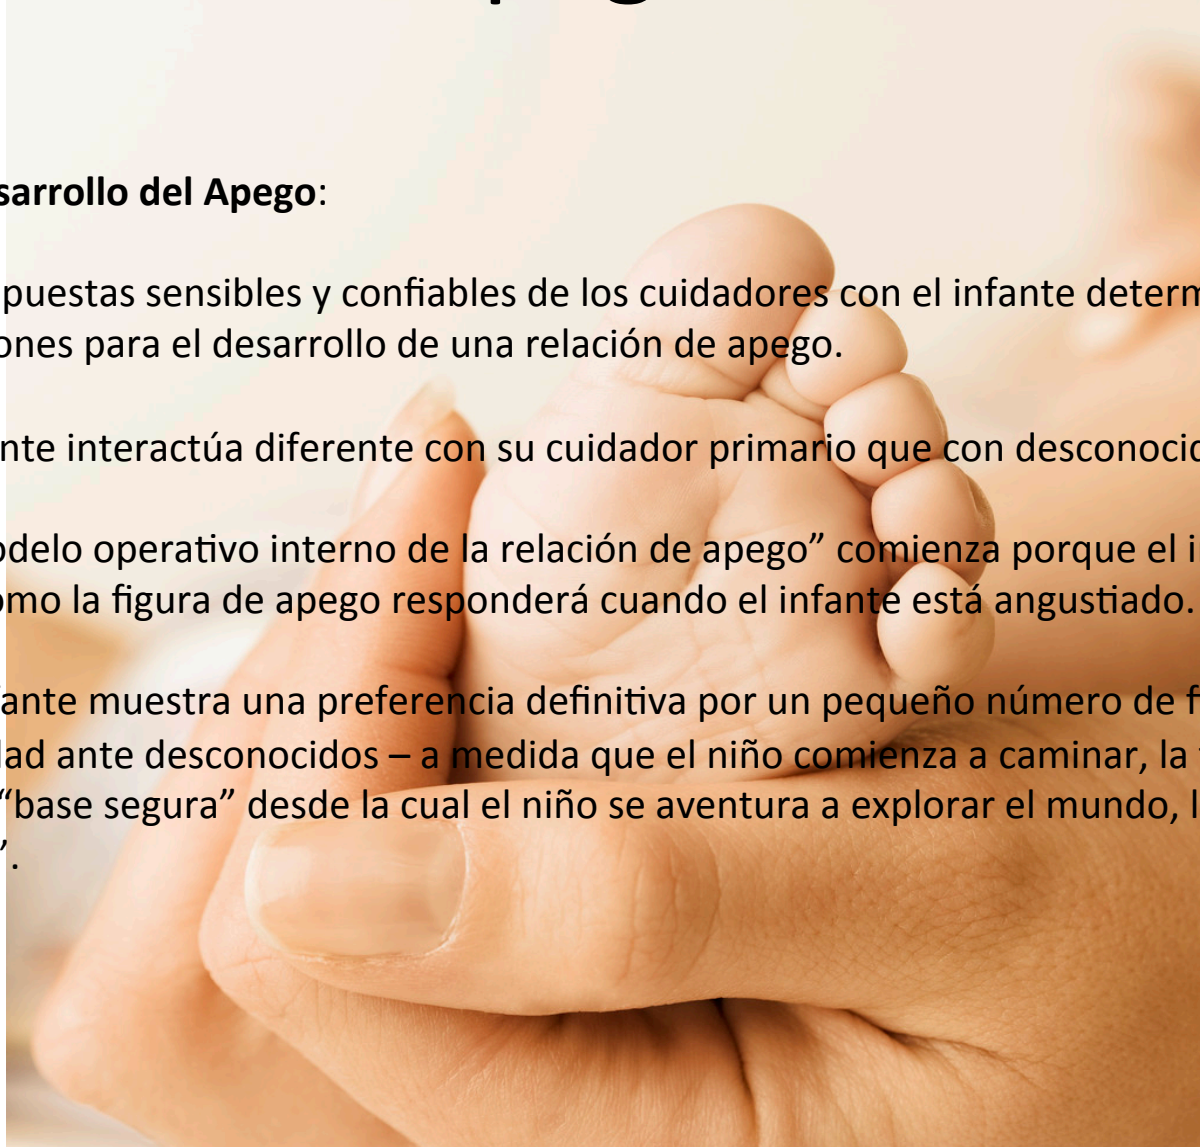 sarrollo del Apego:
puestas sensibles y confiables de los cuidadores con el infante determ
ones para el desarrollo de una relación de apego.
nte interactúa diferente con su cuidador primario que con desconocid
odelo operativo interno de la relación de apego” comienza porque el i
omo la figura de apego responderá cuando el infante está angustiado.
ante muestra una preferencia definitiva por un pequeño número de f
dad ante desconocidos – a medida que el niño comienza a caminar, la
“base segura” desde la cual el niño se aventura a explorar el mundo, l
”.